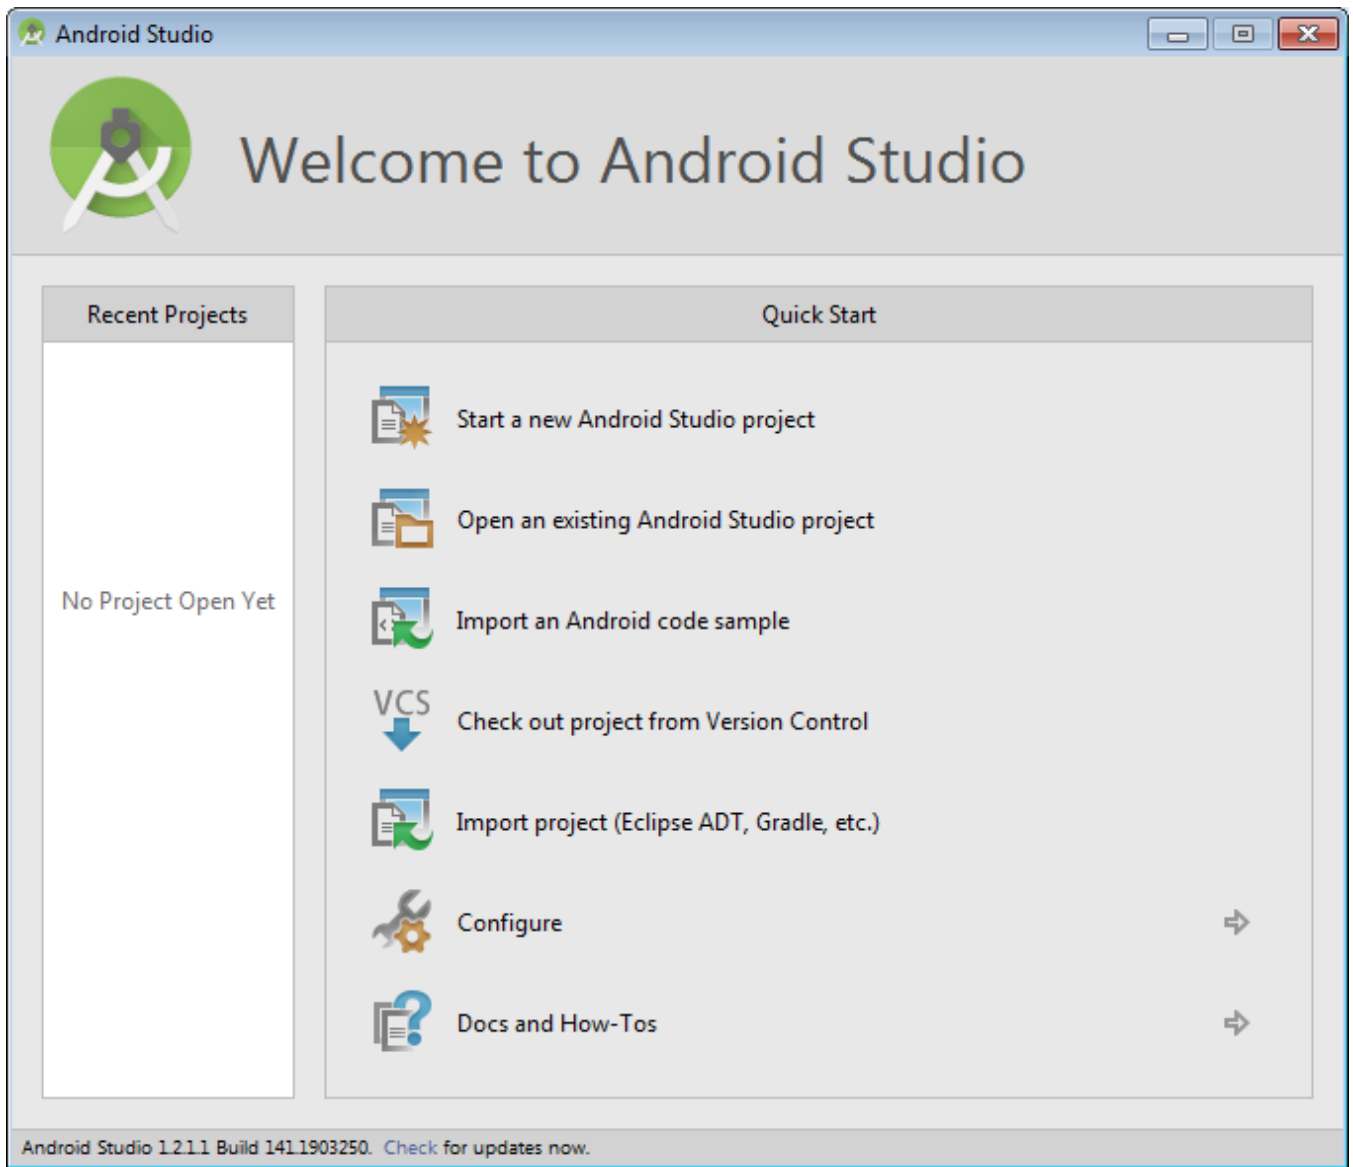 Android Studio
Welcome to Android Studio
Recent Projects
No Project Open Yet
Quick Start
Start a new Android Studio project
Open an existing Android Studio project
Import an Android code sample
VCS
Check out project from Version Control
Import project (Eclipse ADT, Gradle, etc.)
Configure
Docs and How-Tos
Android Studio 1.2.1.1 Build 141.1903250. Check for updates now.